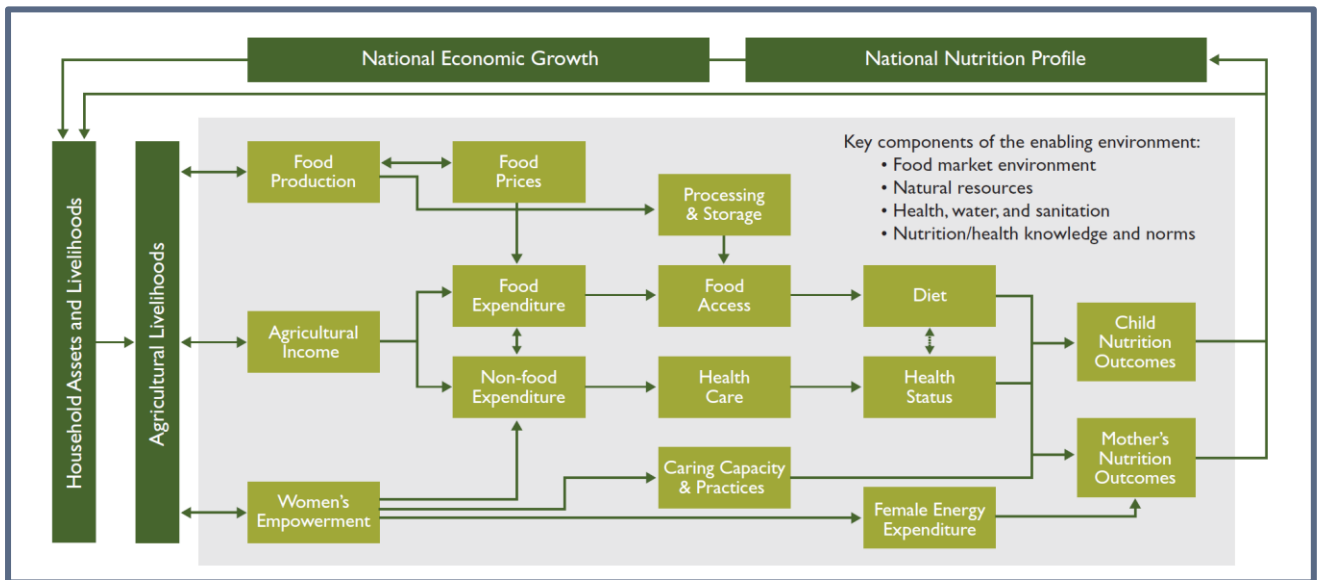 National Economic Growth
National Nutrition Profile
Household Assets and Livelihoods
Agricultural Livelihoods
Key components of the enabling environment:
• Food market environment
• Natural resources
• Health, water, and sanitation
• Nutrition/health knowledge and norms
Food
Production
Food
Prices
Processing
& Storage
Food
Expenditure
Food
Access
Diet
Agricultural
Income
Child
Nutrition
Outcomes
Non-food
Expenditure
Health
Care
Health
Status
Women's
Empowerment
Caring Capacity
& Practices
Mother's
Nutrition
Outcomes
Female Energy
Expenditure